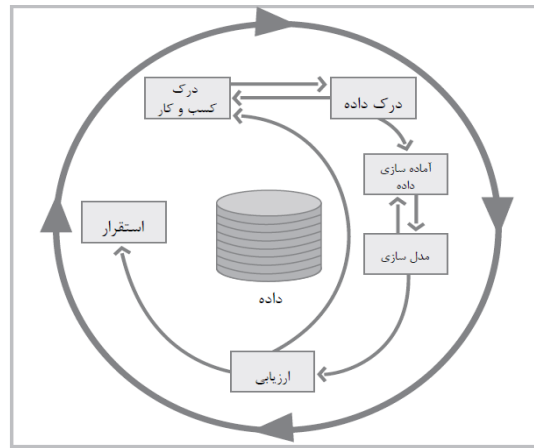 درک
کسب و کار
درک داده
آماده سازی
داده
مدل سازی
استقرار
داده
ارزیابی